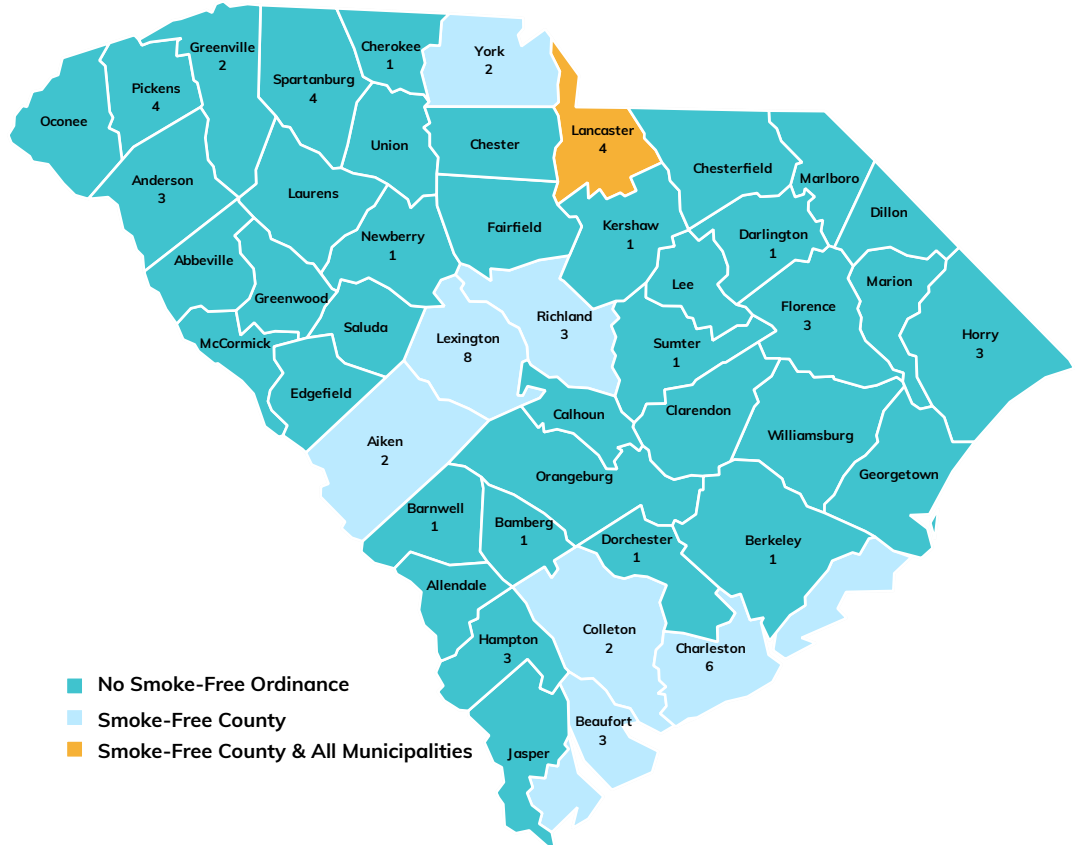 Greenville
2
Cherokee
1
York
2
Spartanburg
4
Pickens
4
Oconee
Lancaster
4
Union
Chester
Chesterfield
Marlboro
Anderson
3
Laurens
Dillon
Fairfield
Kershaw
1
Newberry
1
Darlington
1
Abbeville
Lee
Marion
Greenwood
Florence
3
Richland
3
Saluda
Horry
3
McCormick
Lexington
8
Sumter
1
Edgefield
Calhoun
Clarendon
Williamsburg
Aiken
2
Orangeburg
Georgetown
Barnwell
1
Bamberg
1
Dorchester
1
Berkeley
1
Allendale
Colleton
2
Hampton
3
Charleston
6
Beaufort
3
Jasper
No Smoke-Free Ordinance
Smoke-Free County
Smoke-Free County & All Municipalities